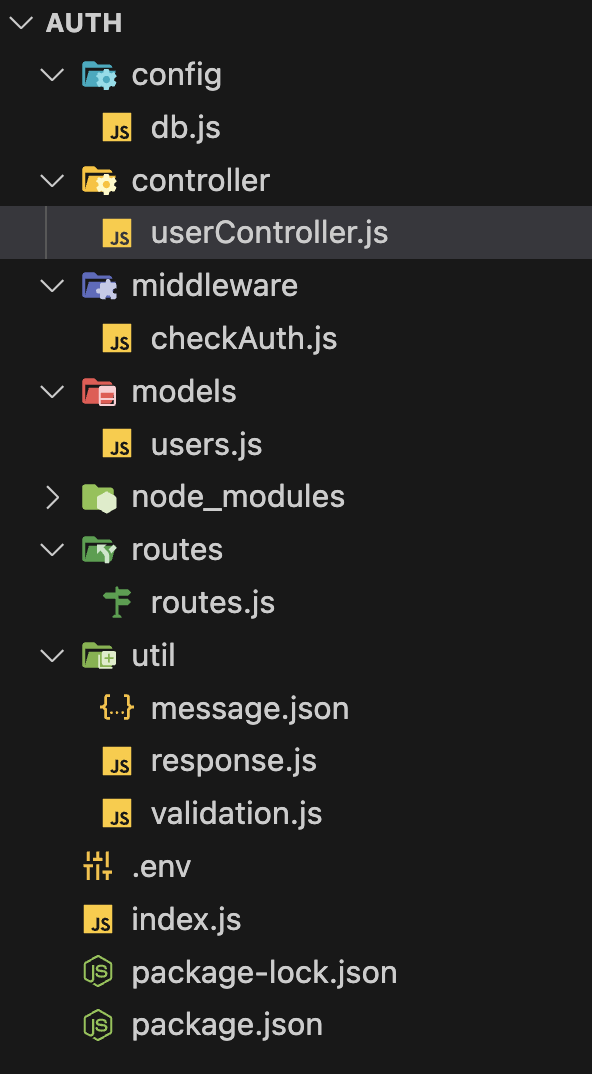 AUTH
config
JS db.js
controller
JS userController.js
middleware
JS checkAuth.js
models
JS users.js
node_modules
routes
routes.js
util
{...} message.json
JS response.js
JS validation.js
.env
JS index.js
JS package-lock.json
JS package.json